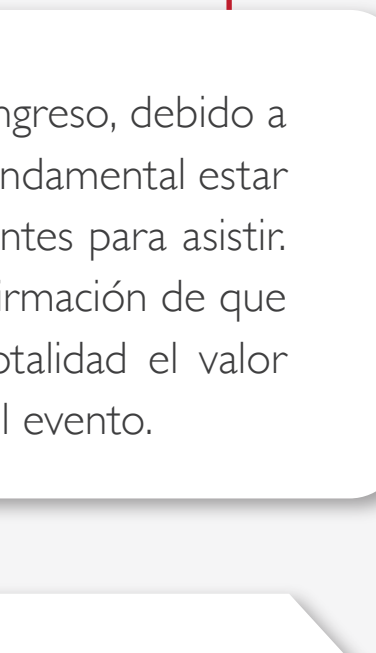 ngreso, debido a
ndamental estar
ntes para asistir.
irmación de que
otalidad el valor
l evento.